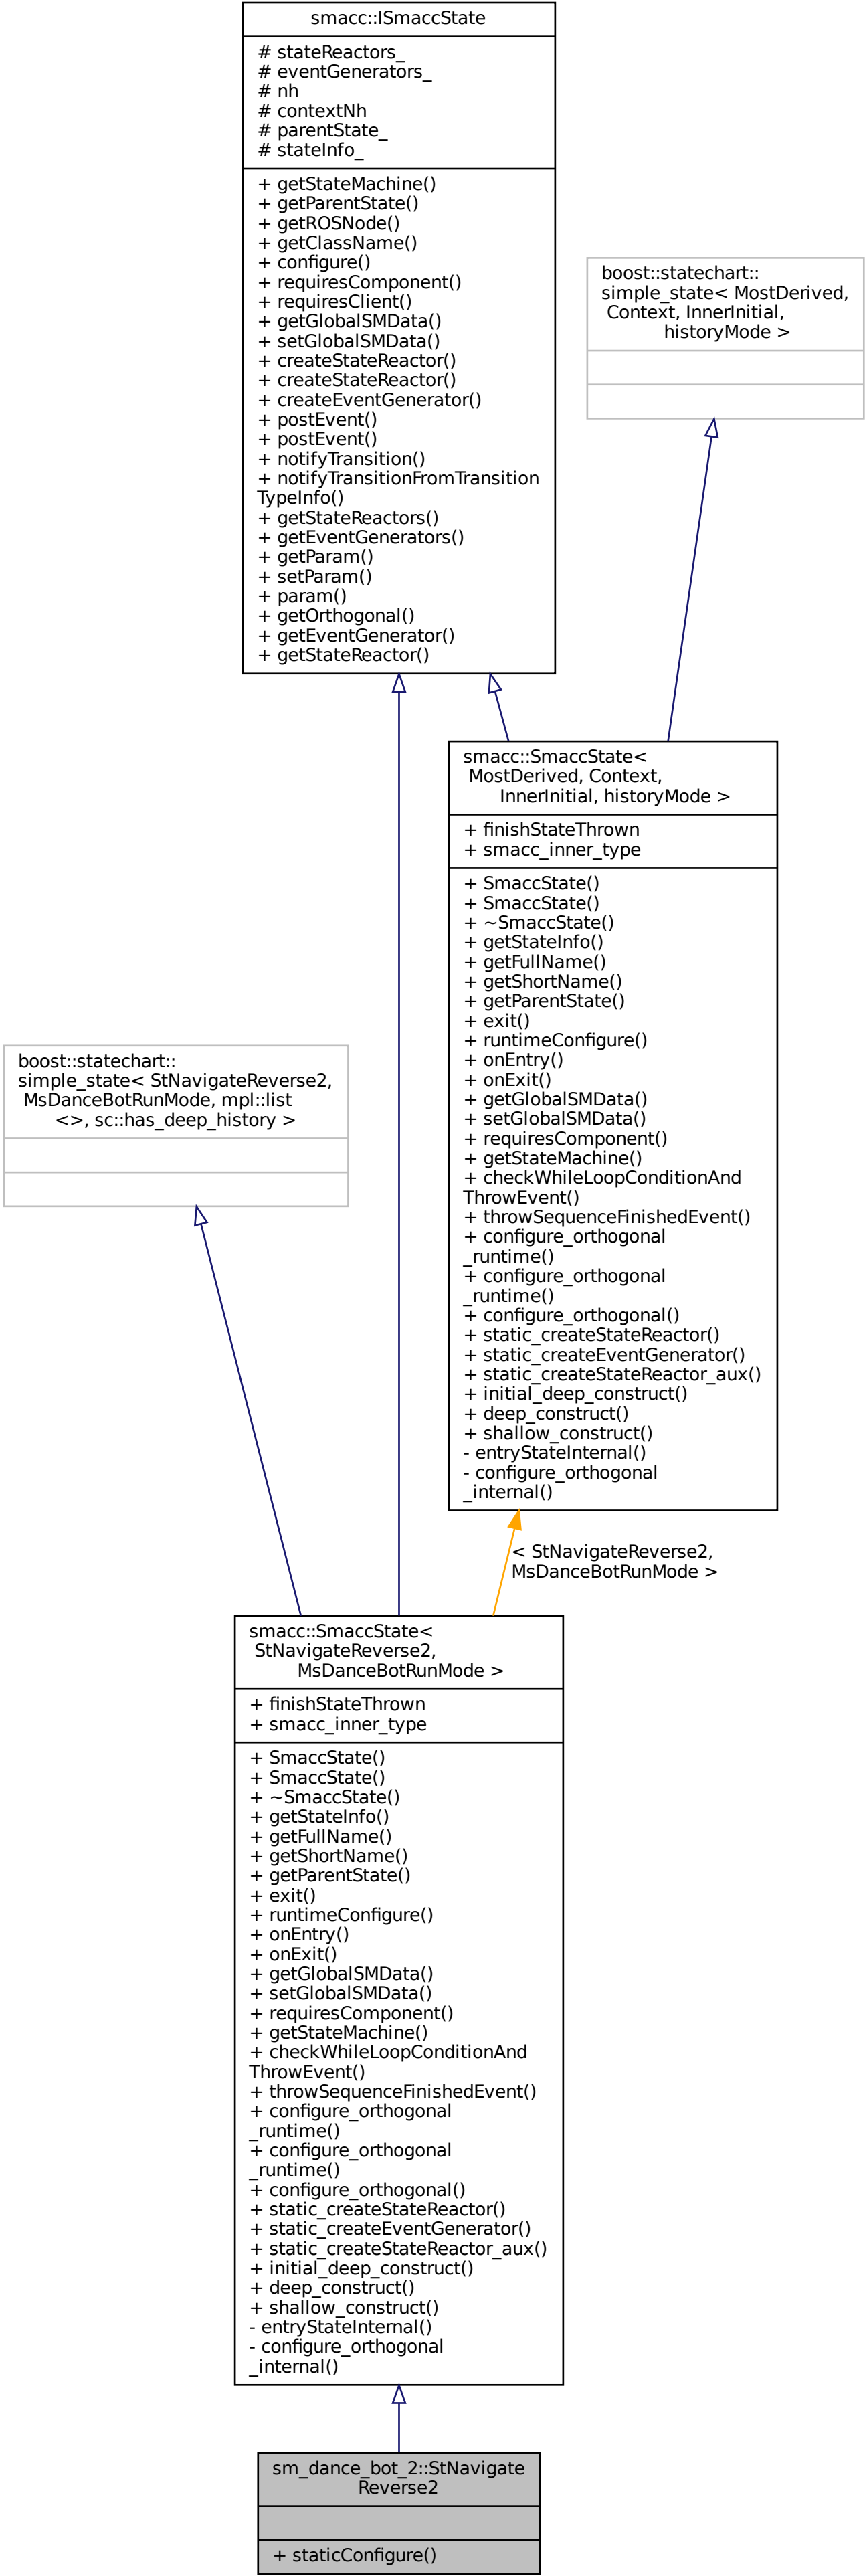 smacc::ISmaccState
# stateReactors_
# eventGenerators_
# nh
# contextNh
# parentState_
# stateInfo_
+ getStateMachine()
+ getParentState()
+ getROSNode()
+ getClassName()
+ configure()
+ requiresComponent()
+ requiresClient()
+ getGlobalSMData()
+ setGlobalSMData()
+ createStateReactor()
+ createStateReactor()
+ createEventGenerator()
+ postEvent()
+ postEvent()
+ notifyTransition()
+ notifyTransitionFromTransition
TypeInfo()
+ getStateReactors()
+ getEventGenerators()
+ getParam()
+ setParam()
+ param()
+ getOrthogonal()
+ getEventGenerator()
+ getStateReactor()
boost::statechart::
simple_state< MostDerived,
Context, InnerInitial,
historyMode >
smacc::SmaccState<
MostDerived, Context,
InnerInitial, historyMode >
+ finishStateThrown
+ smacc_inner_type
+ SmaccState()
+ SmaccState()
+ ~SmaccState()
+ getStateInfo()
+ getFullName()
+ getShortName()
+ getParentState()
+ exit()
+ runtimeConfigure()
+ onEntry()
+ onExit()
+ getGlobalSMData()
+ setGlobalSMData()
+ requiresComponent()
+ getStateMachine()
+ checkWhileLoopConditionAnd
ThrowEvent()
+ throwSequenceFinishedEvent()
+ configure_orthogonal
_runtime()
+ configure_orthogonal
_runtime()
+ configure_orthogonal()
+ static_createStateReactor()
+ static_createEventGenerator()
+ static_createStateReactor_aux()
+ initial_deep_construct()
+ deep_construct()
+ shallow_construct()
- entryStateInternal()
- configure_orthogonal
_internal()
boost::statechart::
simple_state< StNavigateReverse2,
MsDanceBotRunMode, mpl::list
<>, sc::has_deep_history >
< StNavigateReverse2,
MsDanceBotRunMode >
smacc::SmaccState<
StNavigateReverse2,
MsDanceBotRunMode >
+ finishStateThrown
+ smacc_inner_type
+ SmaccState()
+ SmaccState()
+ ~SmaccState()
+ getStateInfo()
+ getFullName()
+ getShortName()
+ getParentState()
+ exit()
+ runtimeConfigure()
+ onEntry()
+ onExit()
+ getGlobalSMData()
+ setGlobalSMData()
+ requiresComponent()
+ getStateMachine()
+ checkWhileLoopConditionAnd
ThrowEvent()
+ throwSequenceFinishedEvent()
+ configure_orthogonal
_runtime()
+ configure_orthogonal
_runtime()
+ configure_orthogonal()
+ static_createStateReactor()
+ static_createEventGenerator()
+ static_createStateReactor_aux()
+ initial_deep_construct()
+ deep_construct()
+ shallow_construct()
- entryStateInternal()
- configure_orthogonal
_internal()
sm_dance_bot_2::StNavigate
Reverse2
+ staticConfigure()